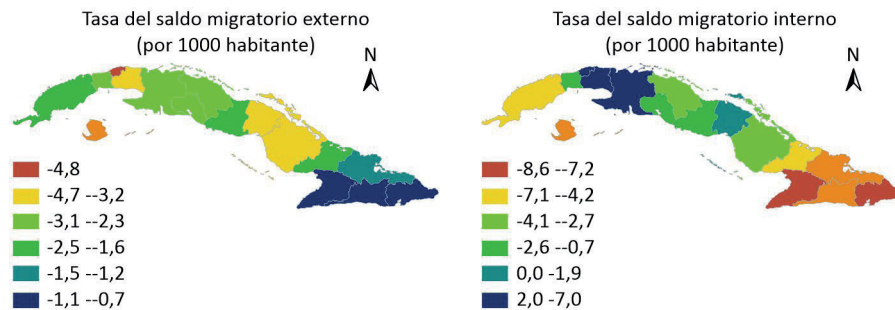 Tasa del saldo migratorio externo
(por 1000 habitante)
N
-4,8
-4,7 --3,2
-3,1 --2,3
-2,5 --1,6
-1,5 --1,2
-1,1 --0,7
Tasa del saldo migratorio interno
(por 1000 habitante)
N
-8,6 --7,2
-7,1 --4,2
-4,1 --2,7
-2,6 --0,7
0,0 -1,9
2,0 -7,0